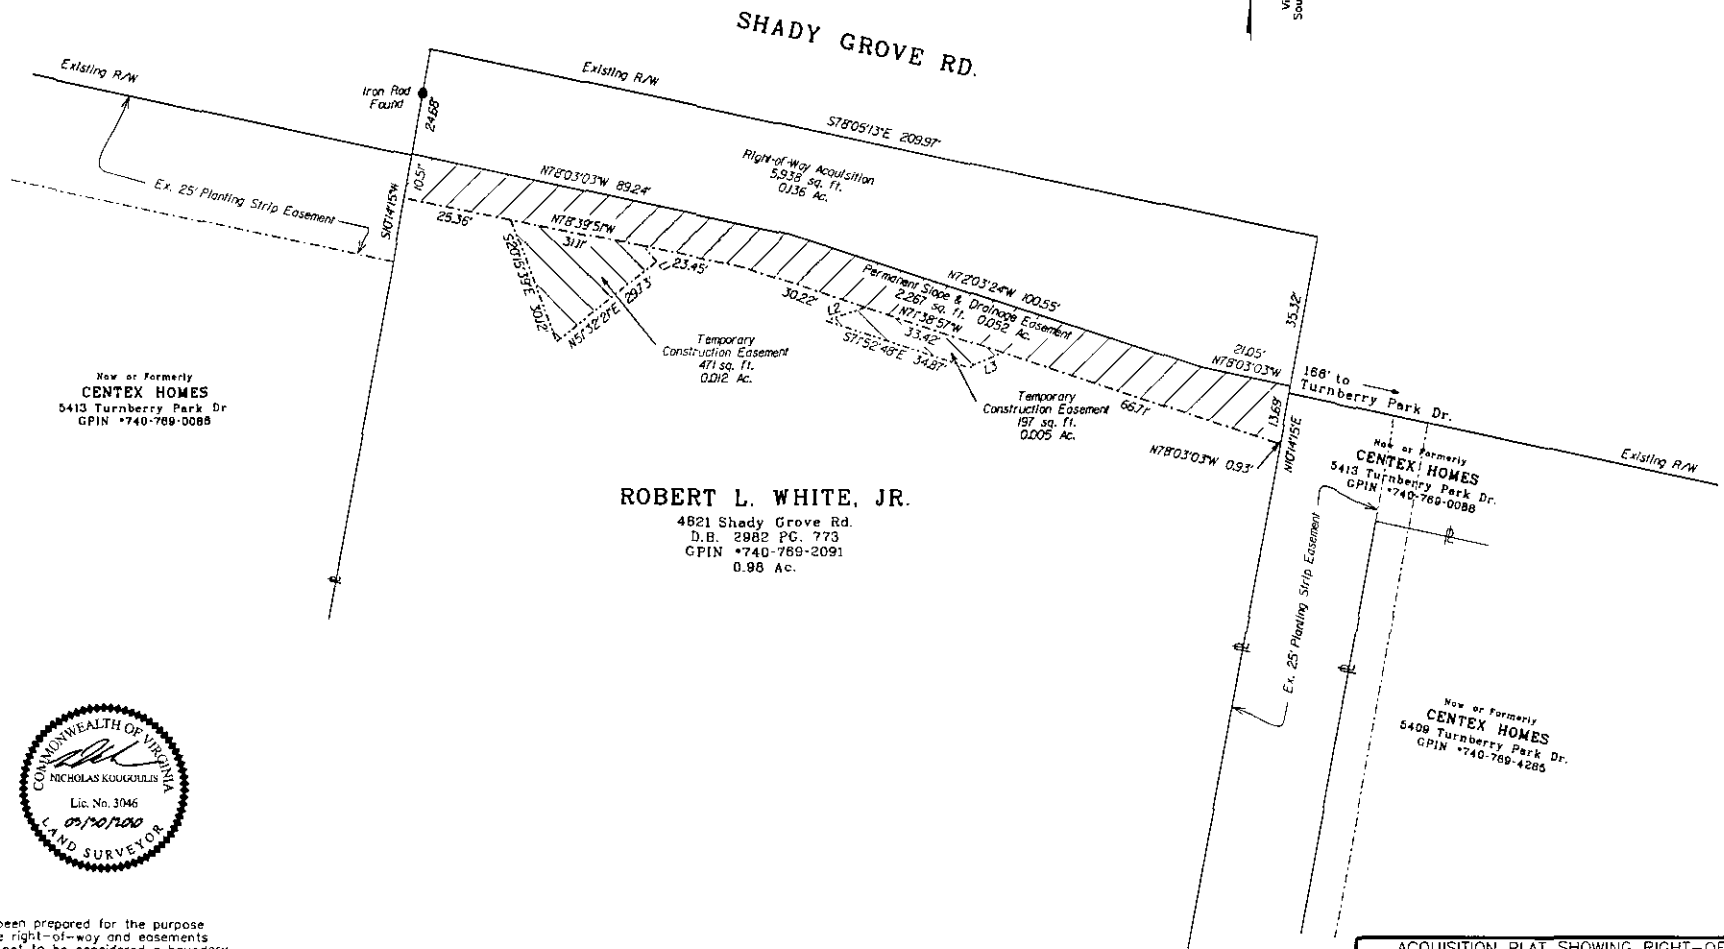 SHADY GROVE RD.
Existing R/W
Existing R/W
Iron Rod
Found
24.68'
S78°05'13"E 209.97'
Right-of-Way Acquisition
5,938 sq. ft.
0.136 Ac.
Ex. 25' Planting Strip Easement
S10°14'15"W
10.51'
N78°03'03"W 89.24'
25.36'
N78°39'51"W
31.11'
23.45'
S20°15'39"E 30.12'
N51°32'21"E 29.73'
Temporary
Construction Easement
471 sq. ft.
0.012 Ac.
Permanent Slope & Drainage Easement
2,267 sq. ft. 0.052 Ac.
N72°03'24"W 100.55'
30.22'
L2
N71°38'57"W
33.42'
S71°52'48"E 34.87'
L3
Temporary
Construction Easement
197 sq. ft.
0.005 Ac.
66.71'
35.32'
21.05'
N78°03'03"W
13.69'
N78°03'03"W 0.93'
N10°14'15"E
168' to
Turnberry Park Dr.
Existing R/W
Now or Formerly
CENTEX HOMES
5413 Turnberry Park Dr
GPIN *740-769-0088
Now or Formerly
CENTEX HOMES
5413 Turnberry Park Dr.
GPIN *740-769-0088
ROBERT L. WHITE, JR.
4821 Shady Grove Rd.
D.B. 2982 PG. 773
GPIN *740-769-2091
0.98 Ac.
Ex. 25' Planting Strip Easement
Now or Formerly
CENTEX HOMES
5409 Turnberry Park Dr.
GPIN *740-769-4285
COMMONWEALTH OF VIRGINIA
NICHOLAS KOUGOULIS
Lic. No. 3046
LAND SURVEYOR
been prepared for the purpose
right-of-way and easements
not to be considered a boundary
ACQUISITION PLAT SHOWING RIGHT-OF